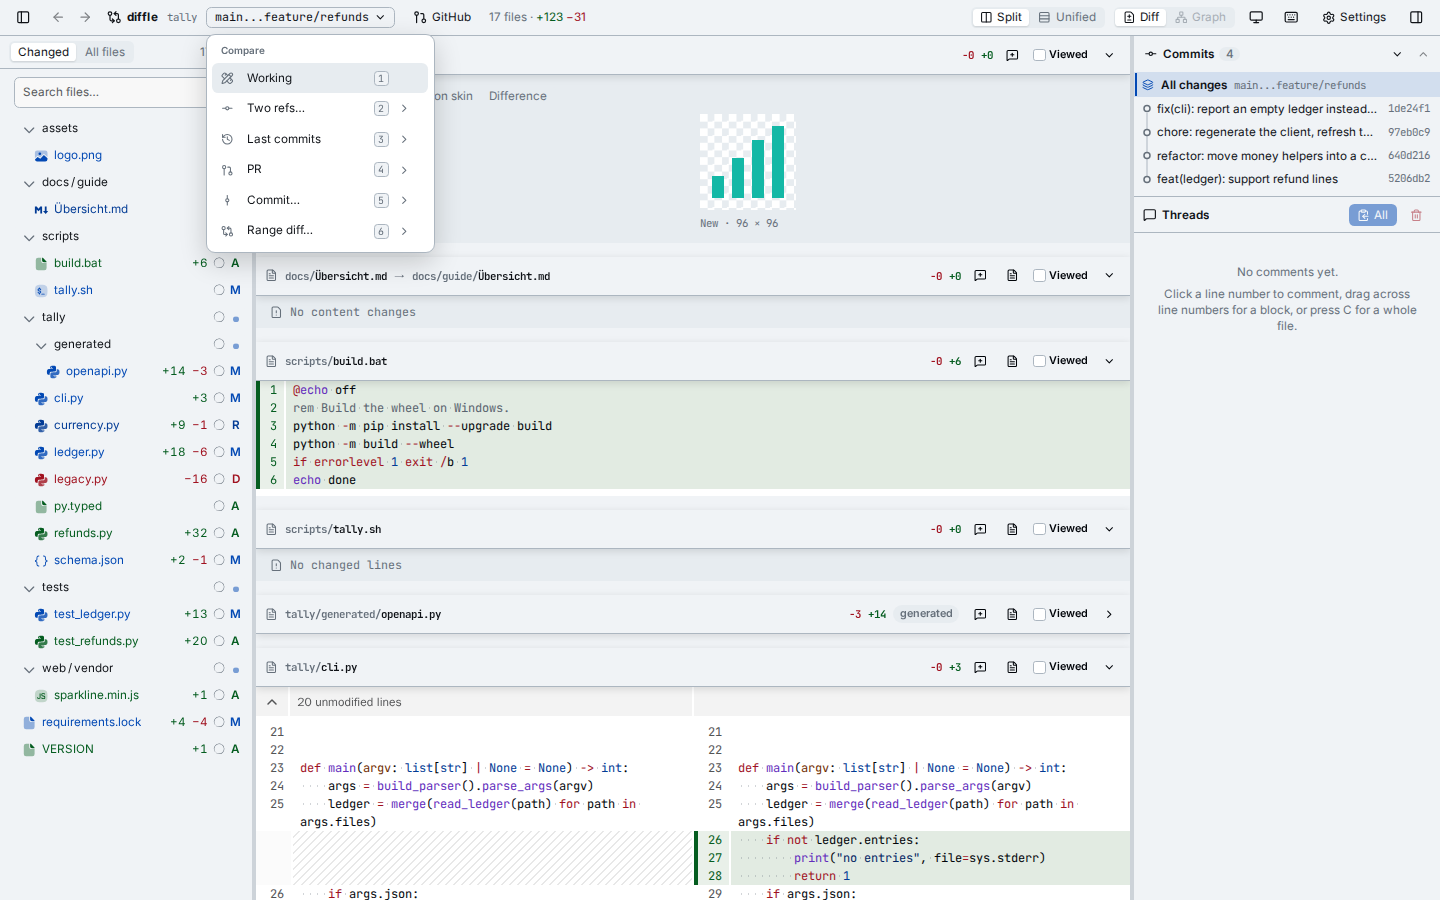 diffle tally main...feature/refunds GitHub 17 files · +123 −31 Split Unified Diff Graph Settings
Changed All files
Search files...
assets
logo.png
docs/guide
Übersicht.md
scripts
build.bat +6 A
tally.sh M
tally
generated
openapi.py +14 −3 M
cli.py +3 M
currency.py +9 −1 R
ledger.py +18 −6 M
legacy.py −16 D
py.typed A
refunds.py +32 A
schema.json +2 −1 M
tests
test_ledger.py +13 M
test_refunds.py +20 A
web/vendor
sparkline.min.js +1 A
requirements.lock +4 −4 M
VERSION +1 A
Compare
Working 1
Two refs... 2
Last commits 3
PR 4
Commit... 5
Range diff... 6
-0 +0 Viewed
on skin Difference
New · 96 × 96
docs/Übersicht.md → docs/guide/Übersicht.md -0 +0 Viewed
No content changes
scripts/build.bat -0 +6 Viewed
1 @echo off
2 rem Build the wheel on Windows.
3 python -m pip install --upgrade build
4 python -m build --wheel
5 if errorlevel 1 exit /b 1
6 echo done
scripts/tally.sh -0 +0 Viewed
No changed lines
tally/generated/openapi.py -3 +14 generated Viewed
tally/cli.py -0 +3 Viewed
20 unmodified lines
21
22
23 def main(argv: list[str] | None = None) -> int:
24 args = build_parser().parse_args(argv)
25 ledger = merge(read_ledger(path) for path in
args.files)
26 if args.json:
21
22
23 def main(argv: list[str] | None = None) -> int:
24 args = build_parser().parse_args(argv)
25 ledger = merge(read_ledger(path) for path in
args.files)
26 if not ledger.entries:
27 print("no entries", file=sys.stderr)
28 return 1
29 if args.json:
Commits 4
All changes main...feature/refunds
fix(cli): report an empty ledger instead... 1de24f1
chore: regenerate the client, refresh t... 97eb0c9
refactor: move money helpers into a c... 640d216
feat(ledger): support refund lines 5206db2
Threads All
No comments yet.
Click a line number to comment, drag across
line numbers for a block, or press C for a whole
file.